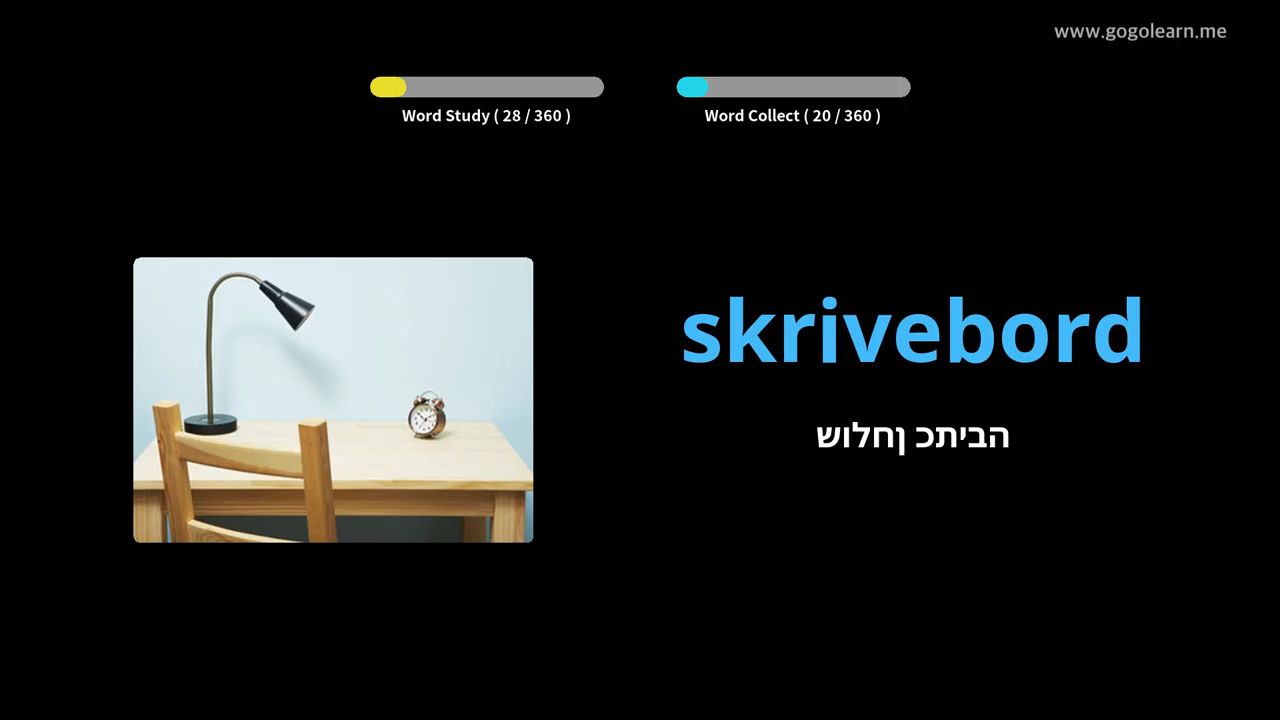 www.gogolearn.me
Word Study ( 28 / 360 )
Word Collect ( 20 / 360 )
skrivebord
הביתכ ןחלוש